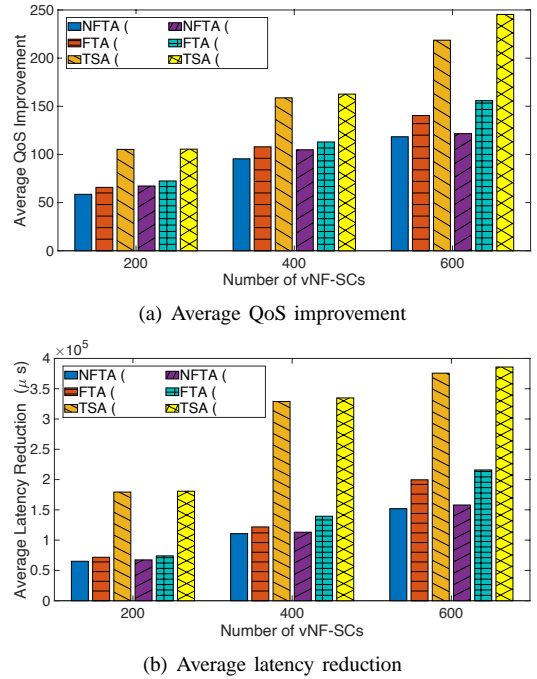 250
200
150
100
50
0
Average QoS Improvement
NFTA ( NFTA (
FTA ( FTA (
TSA ( TSA (
200 400 600
Number of vNF-SCs
(a) Average QoS improvement
× 10^5
4
3.5
3
2.5
2
1.5
1
0.5
0
Average Latency Reduction (μ s)
NFTA ( NFTA (
FTA ( FTA (
TSA ( TSA (
200 400 600
Number of vNF-SCs
(b) Average latency reduction